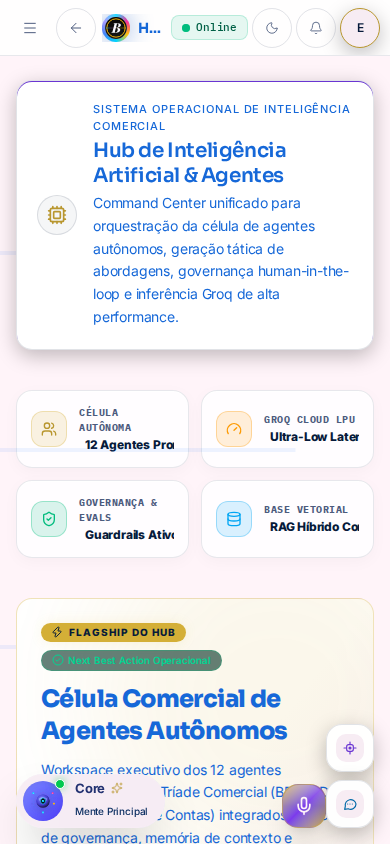 B H...
Online
E
SISTEMA OPERACIONAL DE INTELIGÊNCIA
COMERCIAL
Hub de Inteligência
Artificial & Agentes
Command Center unificado para
orquestração da célula de agentes
autônomos, geração tática de
abordagens, governança human-in-the-
loop e inferência Groq de alta
performance.
CÉLULA
AUTÔNOMA
12 Agentes Pro
GROQ CLOUD LPU
Ultra-Low Laten
GOVERNANÇA &
EVALS
Guardrails Ativo
BASE VETORIAL
RAG Híbrido Co
FLAGSHIP DO HUB
Next Best Action Operacional
Célula Comercial de
Agentes Autônomos
Workspace executivo dos 12 agentes
Tríade Comercial
e Contas) integrados
de governança, memória de contexto e
Core
Mente Principal